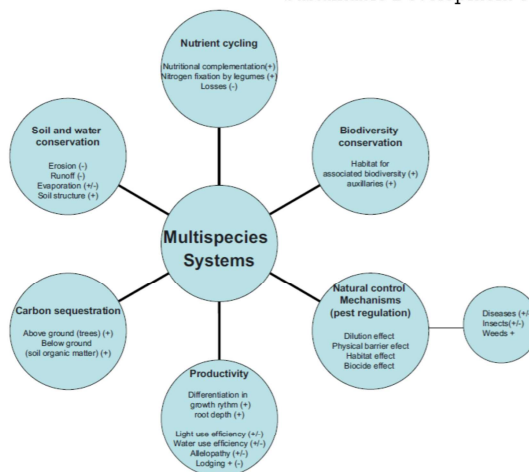 Nutrient cycling
Nutritional complementation(+)
Nitrogen fixation by legumes (+)
Losses (-)
Soil and water
conservation
Erosion (-)
Runoff (-)
Evaporation (+/-)
Soil structure (+)
Biodiversity
conservation
Habitat for
associated biodiversity (+)
auxillaries (+)
Multispecies
Systems
Carbon sequestration
Above ground (trees) (+)
Below ground
(soil organic matter) (+)
Natural control
Mechanisms
(pest regulation)
Dilution effect
Physical barrier efect
Habitat effect
Biocide effect
Diseases (+/
Insects(+/-)
Weeds +
Productivity
Differentiation in
growth rythm (+)
root depth (+)
Light use efficiency (+/-)
Water use efficiency (+/-)
Allelopathy (+/-)
Lodging + (-)